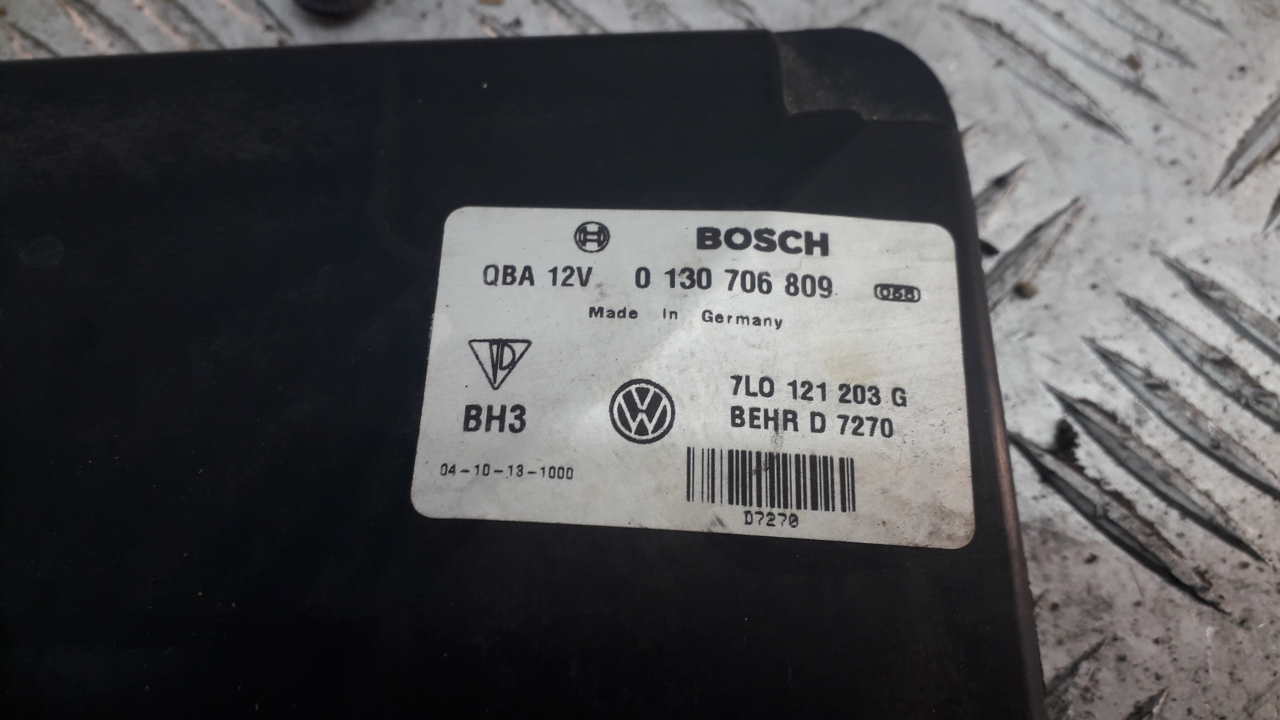 BOSCH
QBA 12V 0 130 706 809
Made in Germany
7L0 121 203 G
BH3
BEHR D 7270
04-10-13-1000
D7270